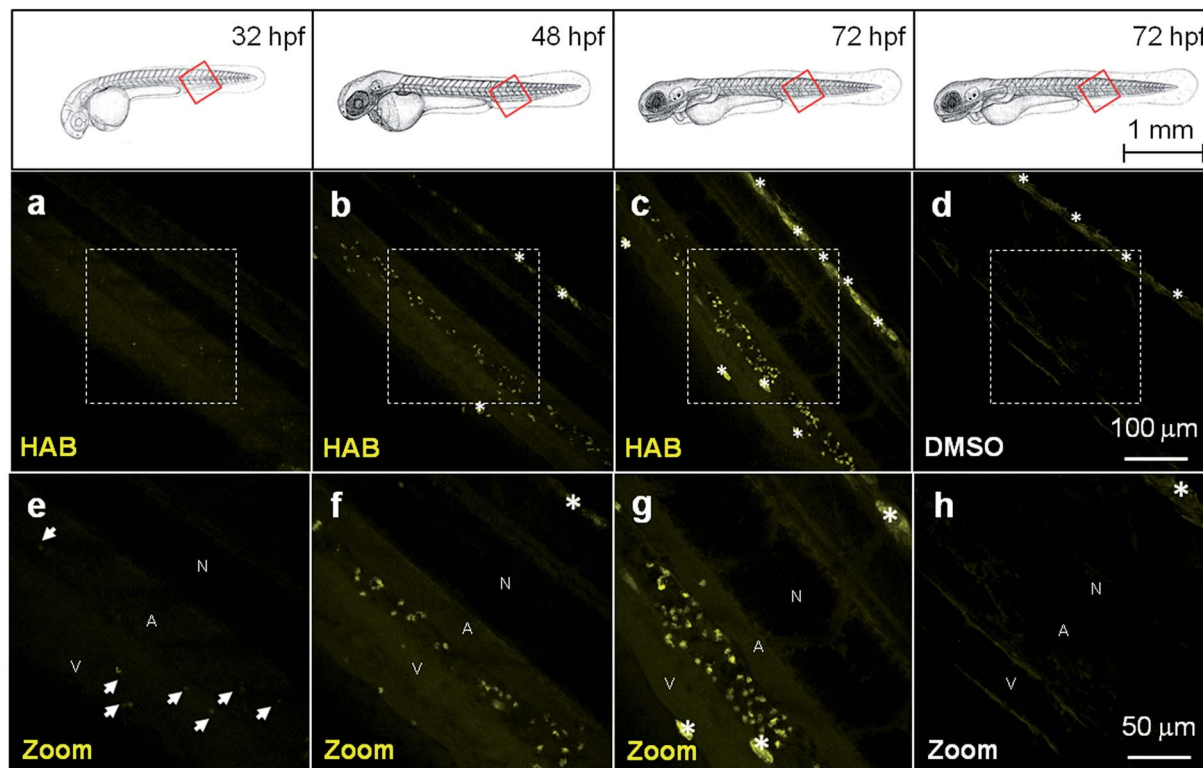 32 hpf
48 hpf
72 hpf
72 hpf
1 mm
a
b
c
d
* * * * * * * * * * * * * * * *
HAB
HAB
HAB
DMSO
100 μm
e
f
g
h
* * * * *
N
A
V
N
A
V
N
A
V
N
A
V
Zoom
Zoom
Zoom
Zoom
50 μm